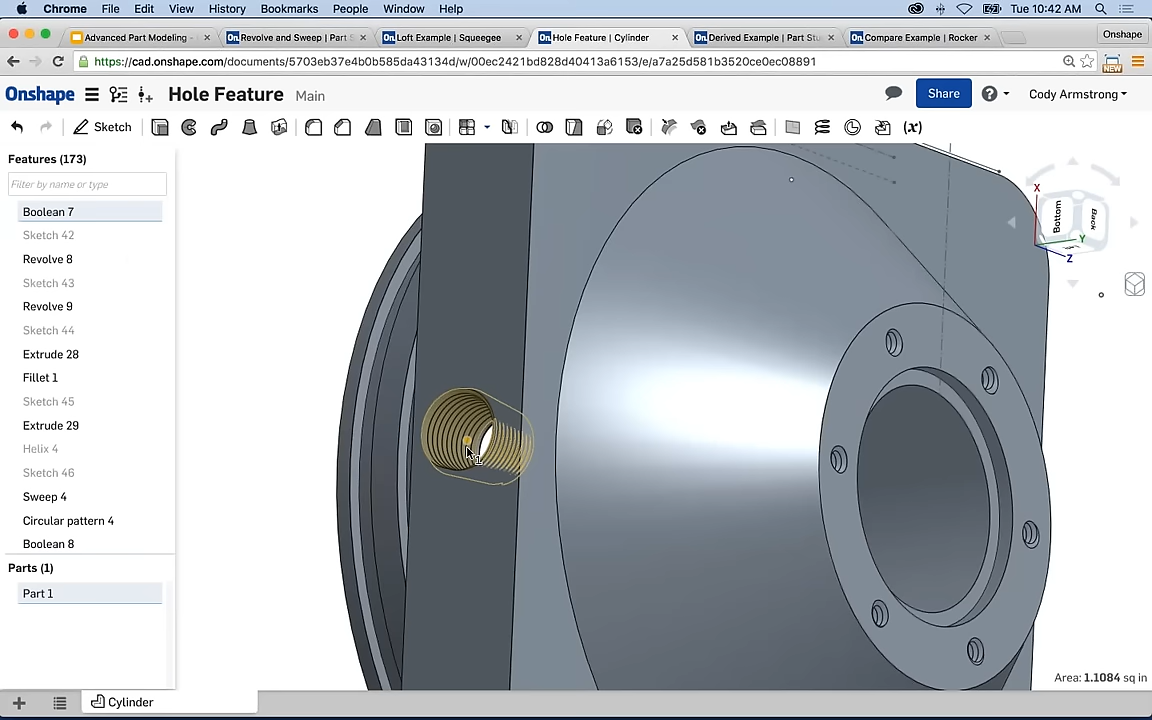 Chrome File Edit View History Bookmarks People Window Help Tue 10:42 AM
Advanced Part Modeling - × Revolve and Sweep | Part S × Loft Example | Squeegee × Hole Feature | Cylinder × Derived Example | Part Stu × Compare Example | Rocker × Onshape
https://cad.onshape.com/documents/5703eb37e4b0b585da43134d/w/00ec2421bd828d40413a6153/e/a7a25d581b3520ce0ec08891 NEW
Onshape Hole Feature Main Share ? Cody Armstrong
Sketch (x)
Features (173)
Filter by name or type
Boolean 7
Sketch 42
Revolve 8
Sketch 43
Revolve 9
Sketch 44
Extrude 28
Fillet 1
Sketch 45
Extrude 29
Helix 4
Sketch 46
Sweep 4
Circular pattern 4
Boolean 8
Parts (1)
Part 1
X
Bottom Back
Y
Z
1
Area: 1.1084 sq in
Cylinder